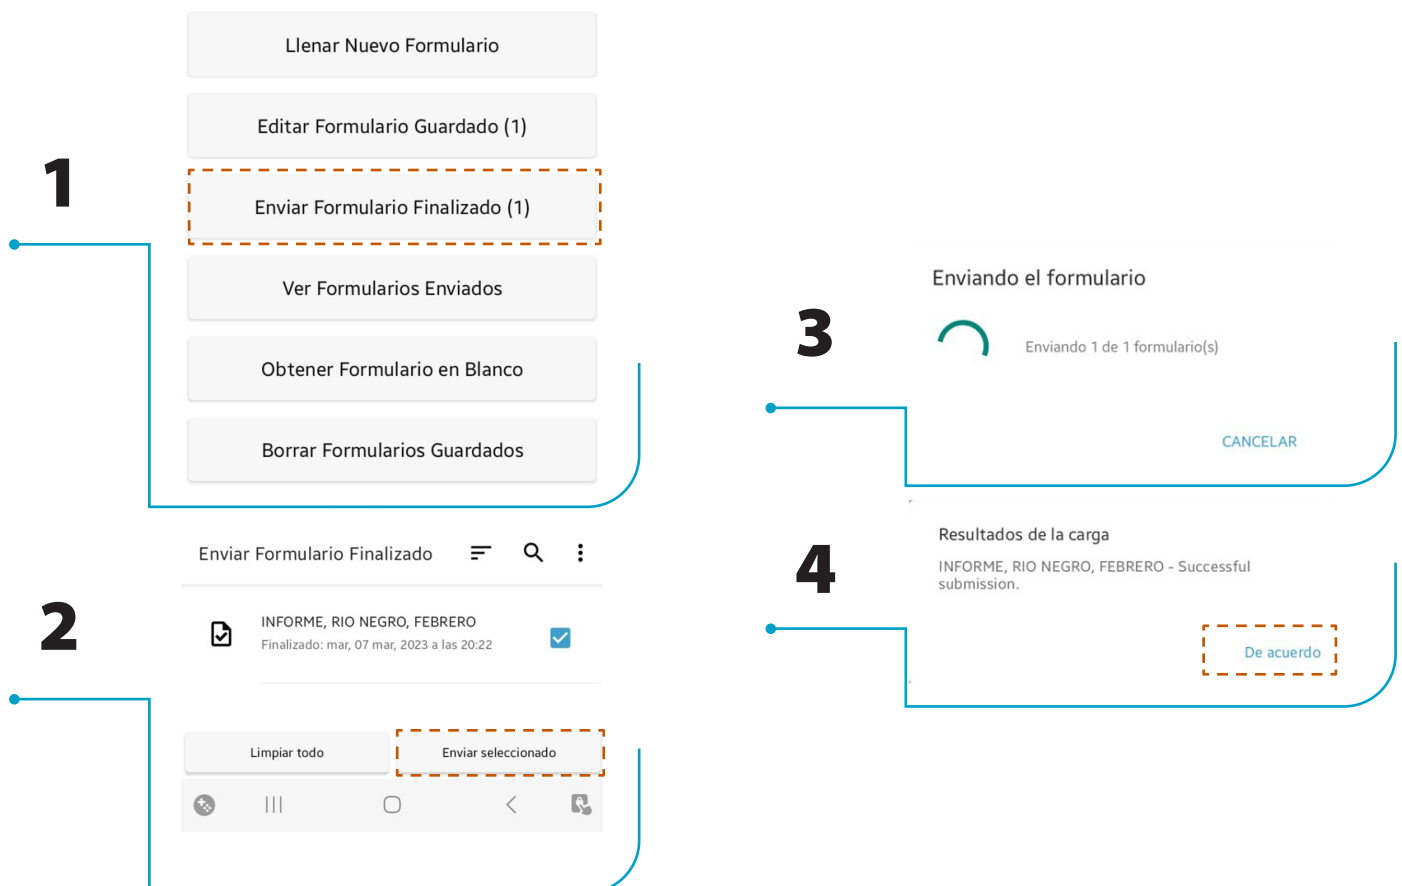 1
Llenar Nuevo Formulario
Editar Formulario Guardado (1)
Enviar Formulario Finalizado (1)
Ver Formularios Enviados
Obtener Formulario en Blanco
Borrar Formularios Guardados
2
Enviar Formulario Finalizado
INFORME, RIO NEGRO, FEBRERO
Finalizado: mar, 07 mar, 2023 a las 20:22
Limpiar todo
Enviar seleccionado
3
Enviando el formulario
Enviando 1 de 1 formulario(s)
CANCELAR
4
Resultados de la carga
INFORME, RIO NEGRO, FEBRERO - Successful
submission.
De acuerdo